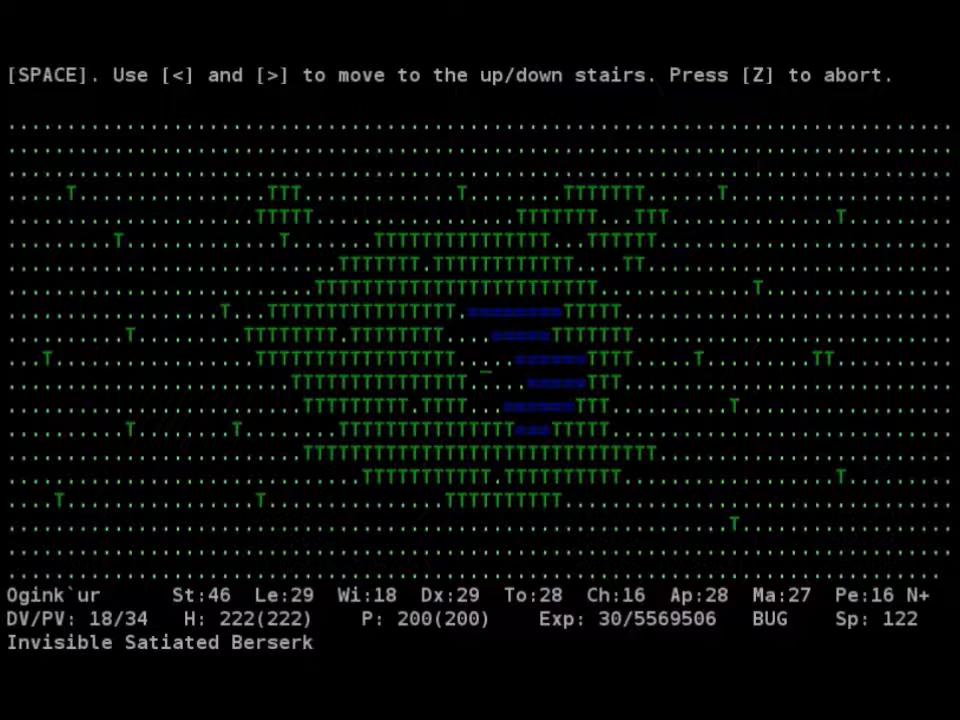 [SPACE]. Use [<] and [>] to move to the up/down stairs. Press [Z] to abort.
Ogink`ur St:46 Le:29 Wi:18 Dx:29 To:28 Ch:16 Ap:28 Ma:27 Pe:16 N+
DV/PV: 18/34 H: 222(222) P: 200(200) Exp: 30/5569506 BUG Sp: 122
Invisible Satiated Berserk